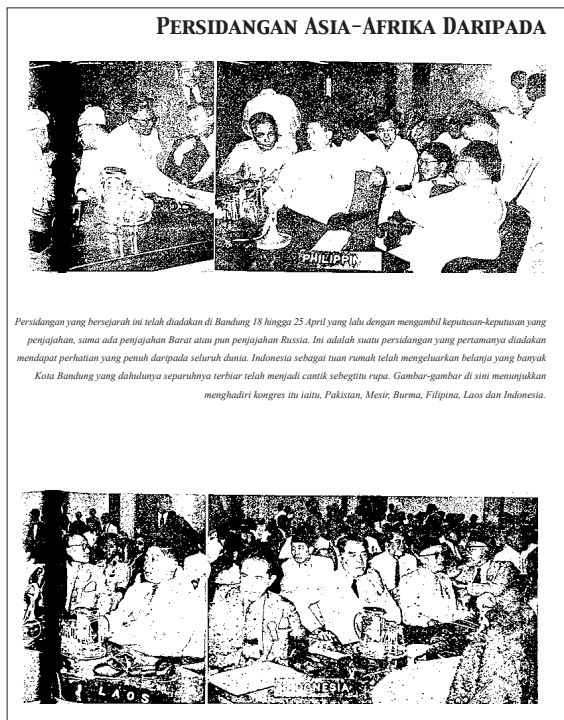 PERSIDANGAN ASIA-AFRIKA DARIPADA
PHILIPPIN
Persidangan yang bersejarah ini telah diadakan di Bandung 18 hingga 25 April yang lalu dengan mengambil keputusan-keputusan yang
penjajahan, sama ada penjajahan Barat atau pun penjajahan Russia. Ini adalah suatu persidangan yang pertamanya diadakan
mendapat perhatian yang penuh daripada seluruh dunia. Indonesia sebagai tuan rumah telah mengeluarkan belanja yang banyak
Kota Bandung yang dahulunya separuhnya terbiar telah menjadi cantik sebegtitu rupa. Gambar-gambar di sini menunjukkan
menghadiri kongres itu iaitu, Pakistan, Mesir, Burma, Filipina, Laos dan Indonesia.
LAOS
INDONESIA